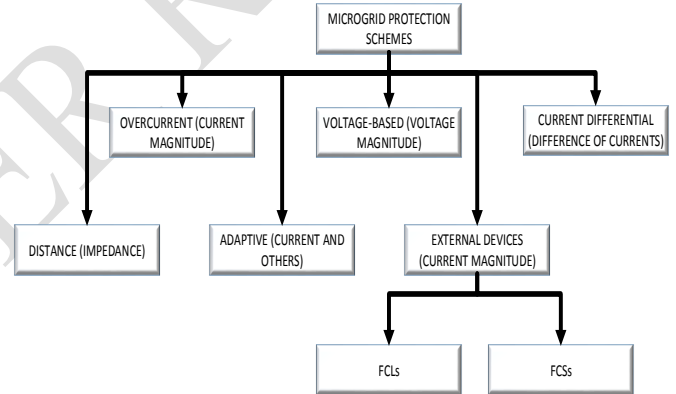 MICROGRID PROTECTION
SCHEMES
OVERCURRENT (CURRENT
MAGNITUDE)
VOLTAGE-BASED (VOLTAGE
MAGNITUDE)
CURRENT DIFFERENTIAL
(DIFFERENCE OF CURRENTS)
DISTANCE (IMPEDANCE)
ADAPTIVE (CURRENT AND
OTHERS)
EXTERNAL DEVICES
(CURRENT MAGNITUDE)
FCLs
FCSs